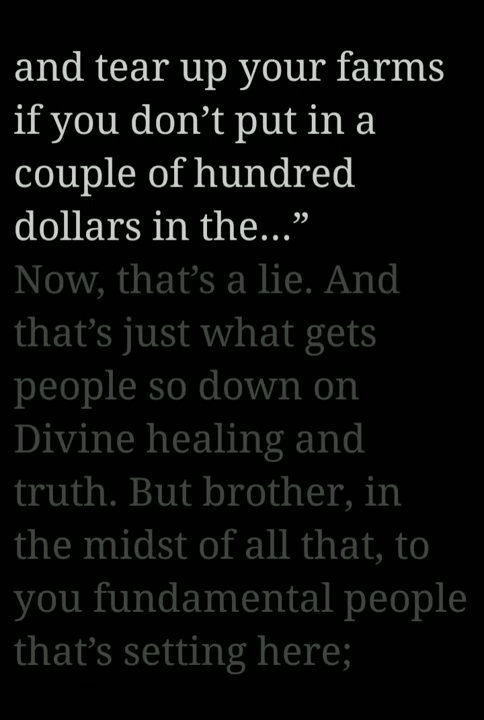 and tear up your farms
if you don’t put in a
couple of hundred
dollars in the…”
Now, that’s a lie. And
that’s just what gets
people so down on
Divine healing and
truth. But brother, in
the midst of all that, to
you fundamental people
that’s setting here;